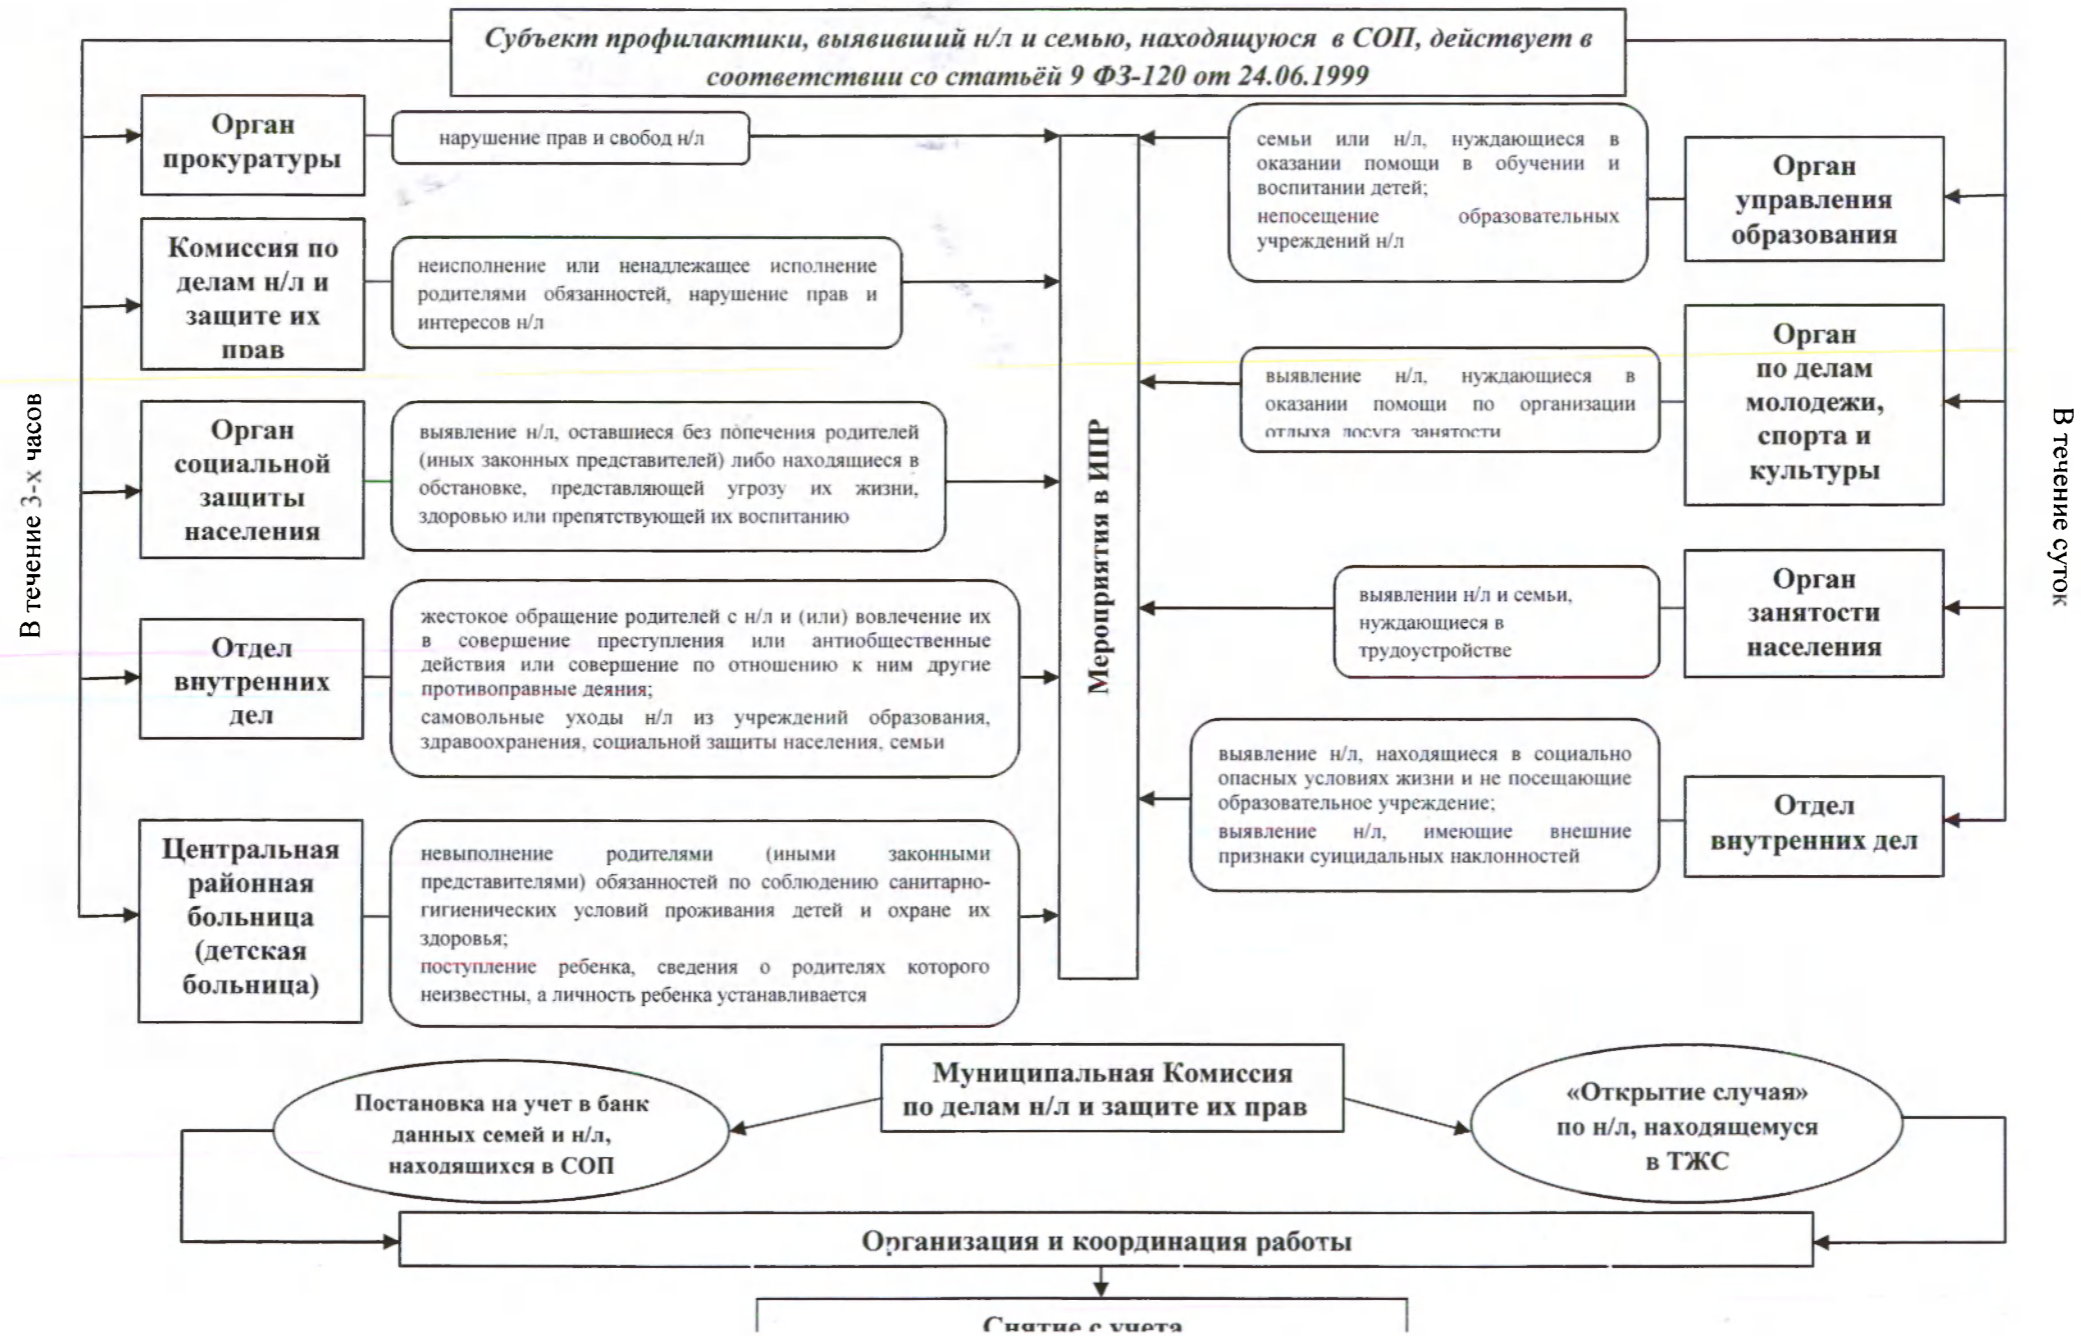 Субъект профилактики, выявивший н/л и семью, находящуюся в СОП, действует в
соответствии со статьёй 9 ФЗ-120 от 24.06.1999
В течение 3-х часов
Орган
прокуратуры
нарушение прав и свобод н/л
Комиссия по
делам н/л и
защите их
прав
неисполнение или ненадлежащее исполнение
родителями обязанностей, нарушение прав и
интересов н/л
Орган
социальной
защиты
населения
выявление н/л, оставшиеся без попечения родителей
(иных законных представителей) либо находящиеся в
обстановке, представляющей угрозу их жизни,
здоровью или препятствующей их воспитанию
Отдел
внутренних
дел
жестокое обращение родителей с н/л и (или) вовлечение их
в совершение преступления или антиобщественные
действия или совершение по отношению к ним другие
противоправные деяния;
самовольные уходы н/л из учреждений образования,
здравоохранения, социальной защиты населения, семьи
Центральная
районная
больница
(детская
больница)
невыполнение родителями (иными законными
представителями) обязанностей по соблюдению санитарно-
гигиенических условий проживания детей и охране их
здоровья;
поступление ребенка, сведения о родителях которого
неизвестны, а личность ребенка устанавливается
Мероприятия в ИПР
семьи или н/л, нуждающиеся в
оказании помощи в обучении и
воспитании детей;
непосещение образовательных
учреждений н/л
Орган
управления
образования
выявление н/л, нуждающиеся в
оказании помощи по организации
отдыха досуга занятости
Орган
по делам
молодежи,
спорта и
культуры
выявлении н/л и семьи,
нуждающиеся в
трудоустройстве
Орган
занятости
населения
выявление н/л, находящиеся в социально
опасных условиях жизни и не посещающие
образовательное учреждение;
выявление н/л, имеющие внешние
признаки суицидальных наклонностей
Отдел
внутренних дел
В течение суток
Муниципальная Комиссия
по делам н/л и защите их прав
Постановка на учет в банк
данных семей и н/л,
находящихся в СОП
«Открытие случая»
по н/л, находящемуся
в ТЖС
Организация и координация работы
Снятие с учета